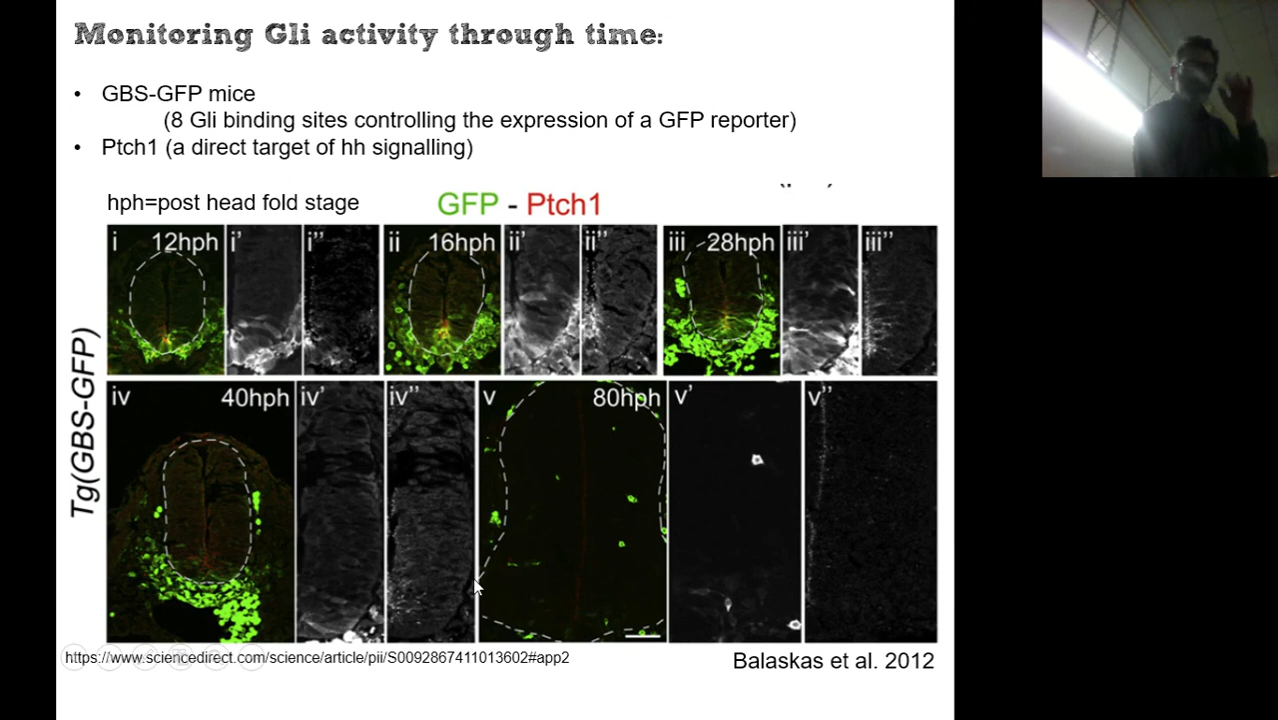 Monitoring Gli activity through time:
• GBS-GFP mice
(8 Gli binding sites controlling the expression of a GFP reporter)
• Ptch1 (a direct target of hh signalling)
hph=post head fold stage
GFP - Ptch1
i 12hph i' i'' ii 16hph ii' ii'' iii 28hph iii' iii''
Tg(GBS-GFP)
iv 40hph iv' iv'' v 80hph v' v''
https://www.sciencedirect.com/science/article/pii/S0092867411013602#app2
Balaskas et al. 2012